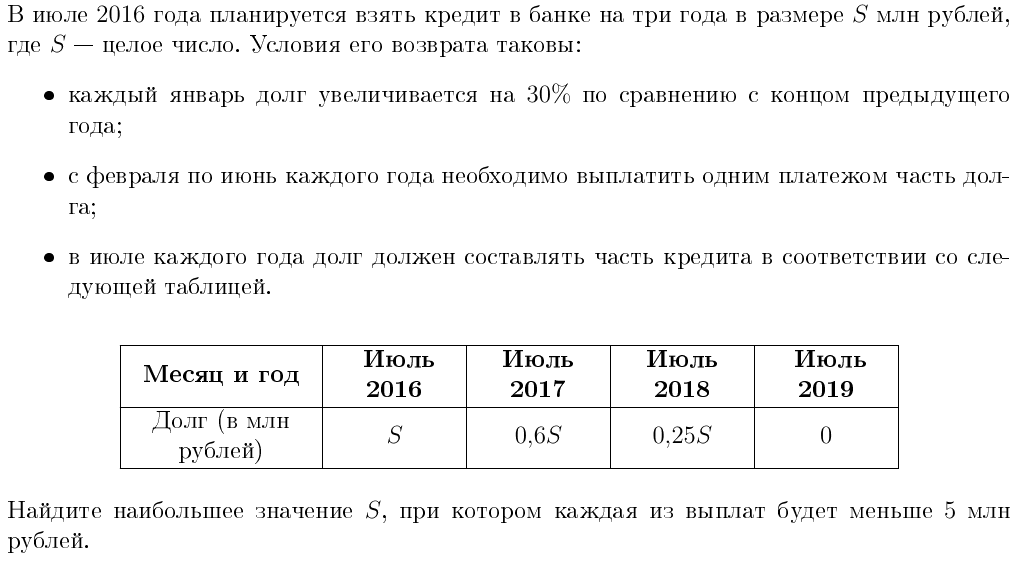 В июле 2016 года планируется взять кредит в банке на три года в размере S млн рублей,
где S — целое число. Условия его возврата таковы:
• каждый январь долг увеличивается на 30% по сравнению с концом предыдущего
года;
• с февраля по июнь каждого года необходимо выплатить одним платежом часть дол-
га;
• в июле каждого года долг должен составлять часть кредита в соответствии со сле-
дующей таблицей.
Месяц и год
Июль
2016
Июль
2017
Июль
2018
Июль
2019
Долг (в млн
рублей)
S
0,6S
0,25S
0
Найдите наибольшее значение S, при котором каждая из выплат будет меньше 5 млн
рублей.